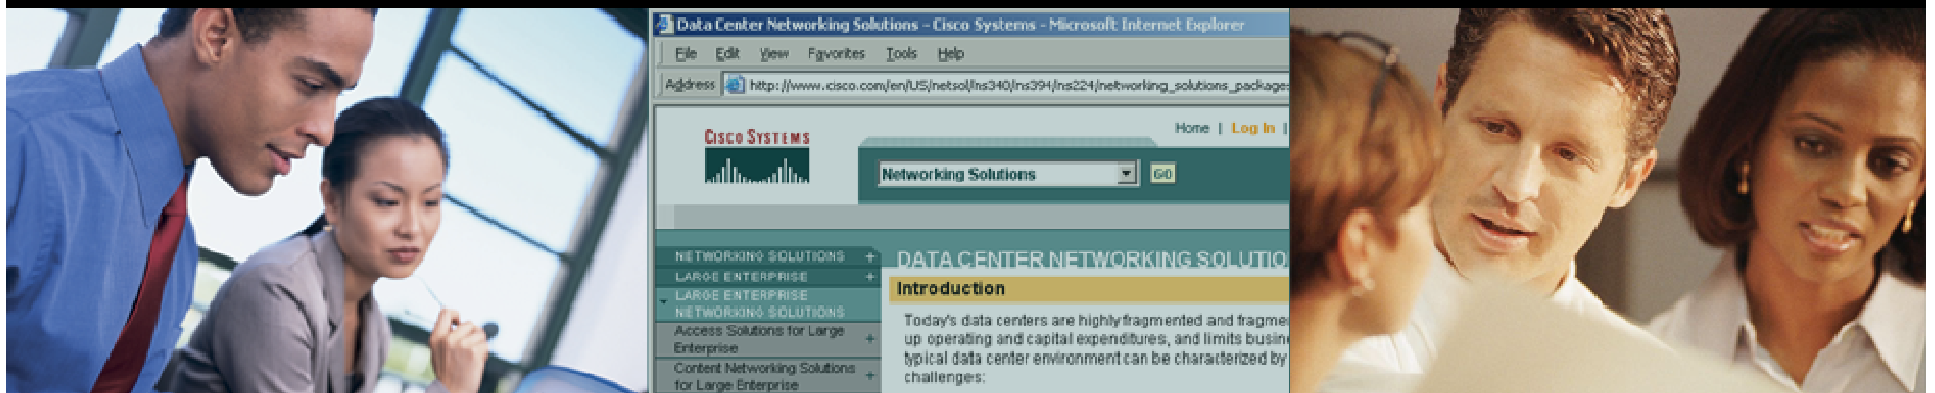 Data Center Networking Solutions - Cisco Systems - Microsoft Internet Explorer
File Edit View Favorites Tools Help
Address http://www.cisco.com/en/US/netsol/ns340/ns394/ns224/networking_solutions_package
Home | Log In |
CISCO SYSTEMS
Networking Solutions GO
NETWORKING SOLUTIONS +
LARGE ENTERPRISE +
LARGE ENTERPRISE
NETWORKING SOLUTIONS
Access Solutions for Large
Enterprise +
Content Networking Solutions
for Large Enterprise +
DATA CENTER NETWORKING SOLUTIO
Introduction
Today's data centers are highly fragmented and fragme
up operating and capital expenditures, and limits busin
typical data center environment can be characterized by
challenges: